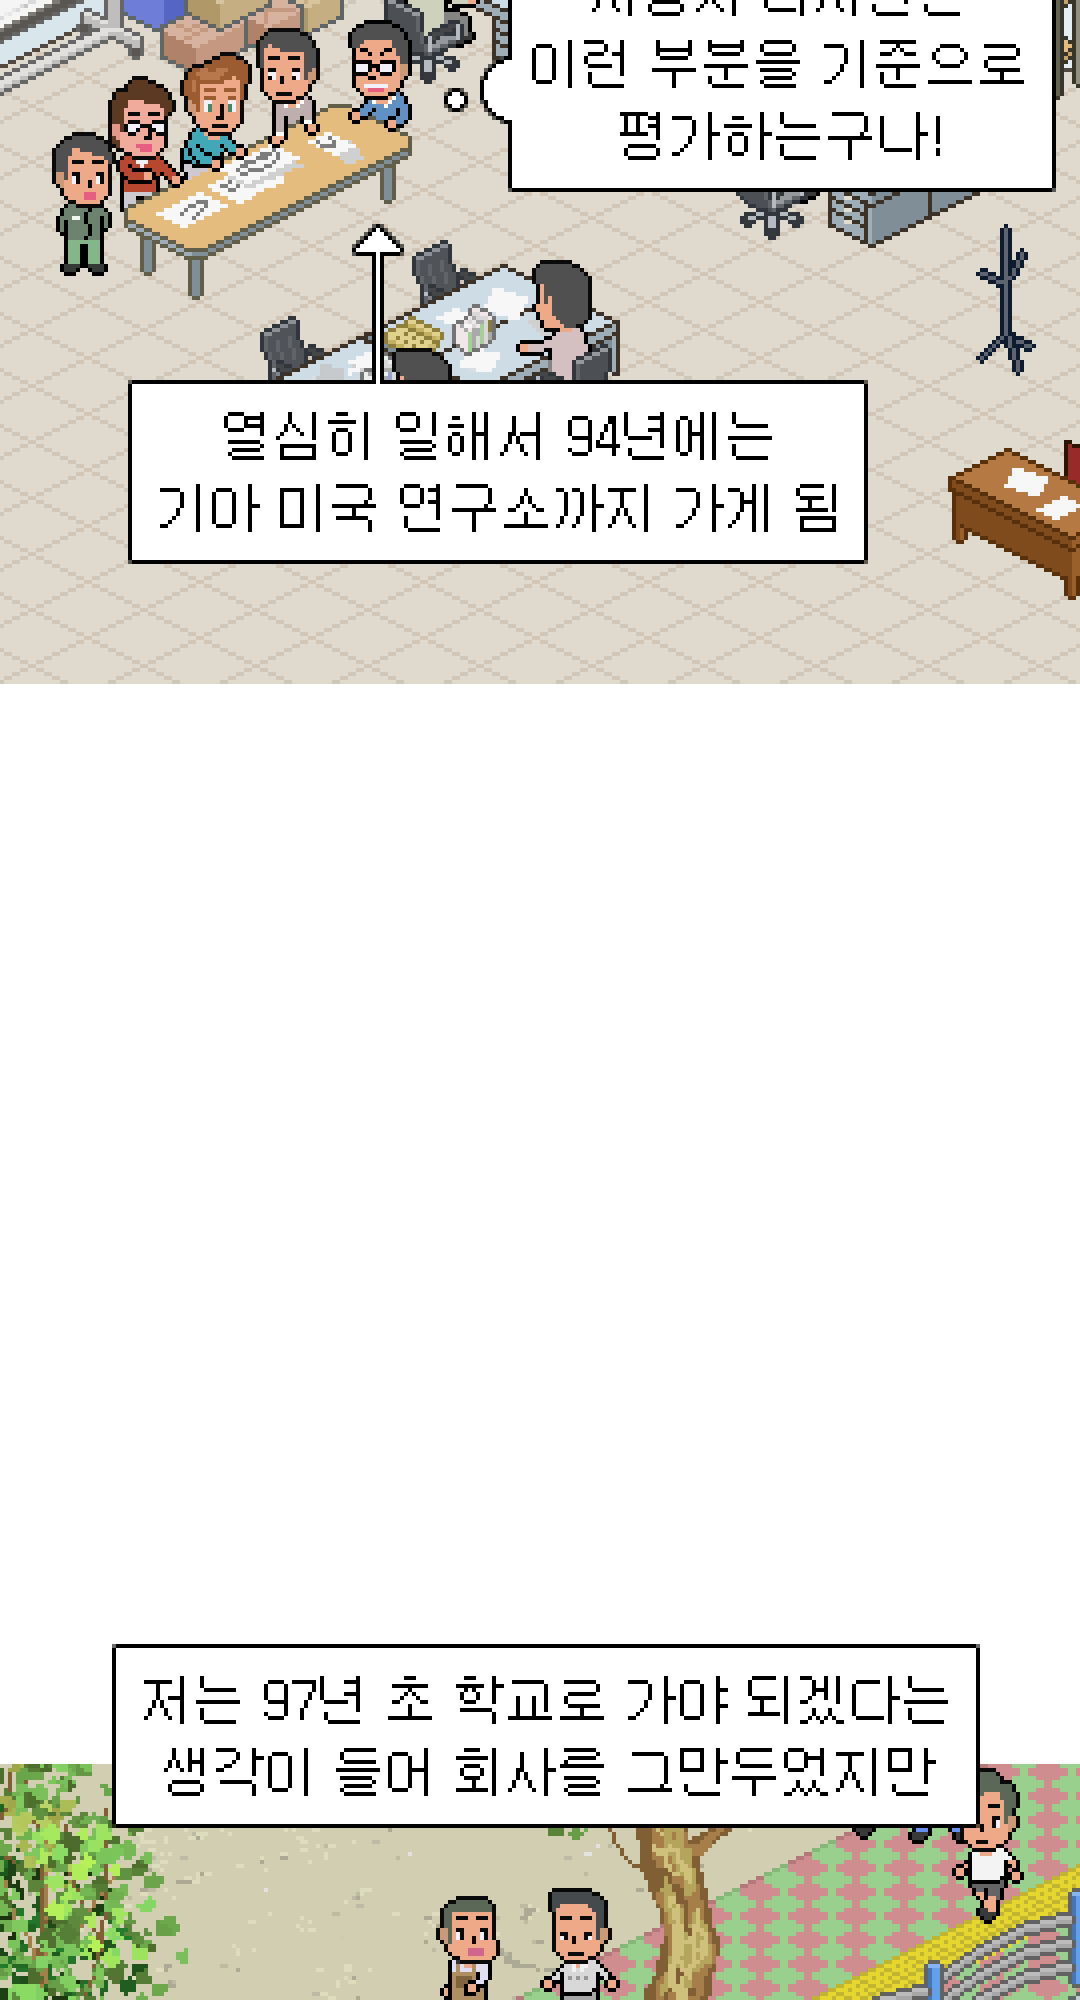 이런 부분을 기준으로
평가하는구나!
열심히 일해서 94년에는
기아 미국 연구소까지 가게 됨
저는 97년 초 학교로 가야 되겠다는
생각이 들어 회사를 그만두었지만